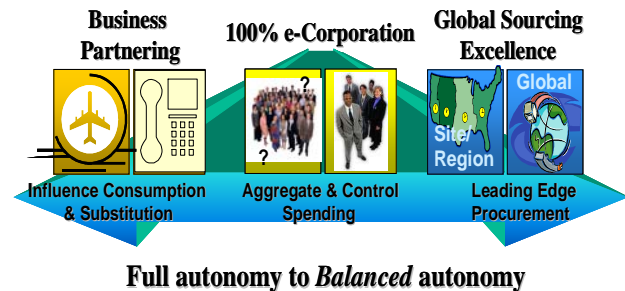 Business
Partnering
100% e-Corporation
Global Sourcing
Excellence
?
?
Site/
Region
Global
Influence Consumption
& Substitution
Aggregate & Control
Spending
Leading Edge
Procurement
Full autonomy to Balanced autonomy